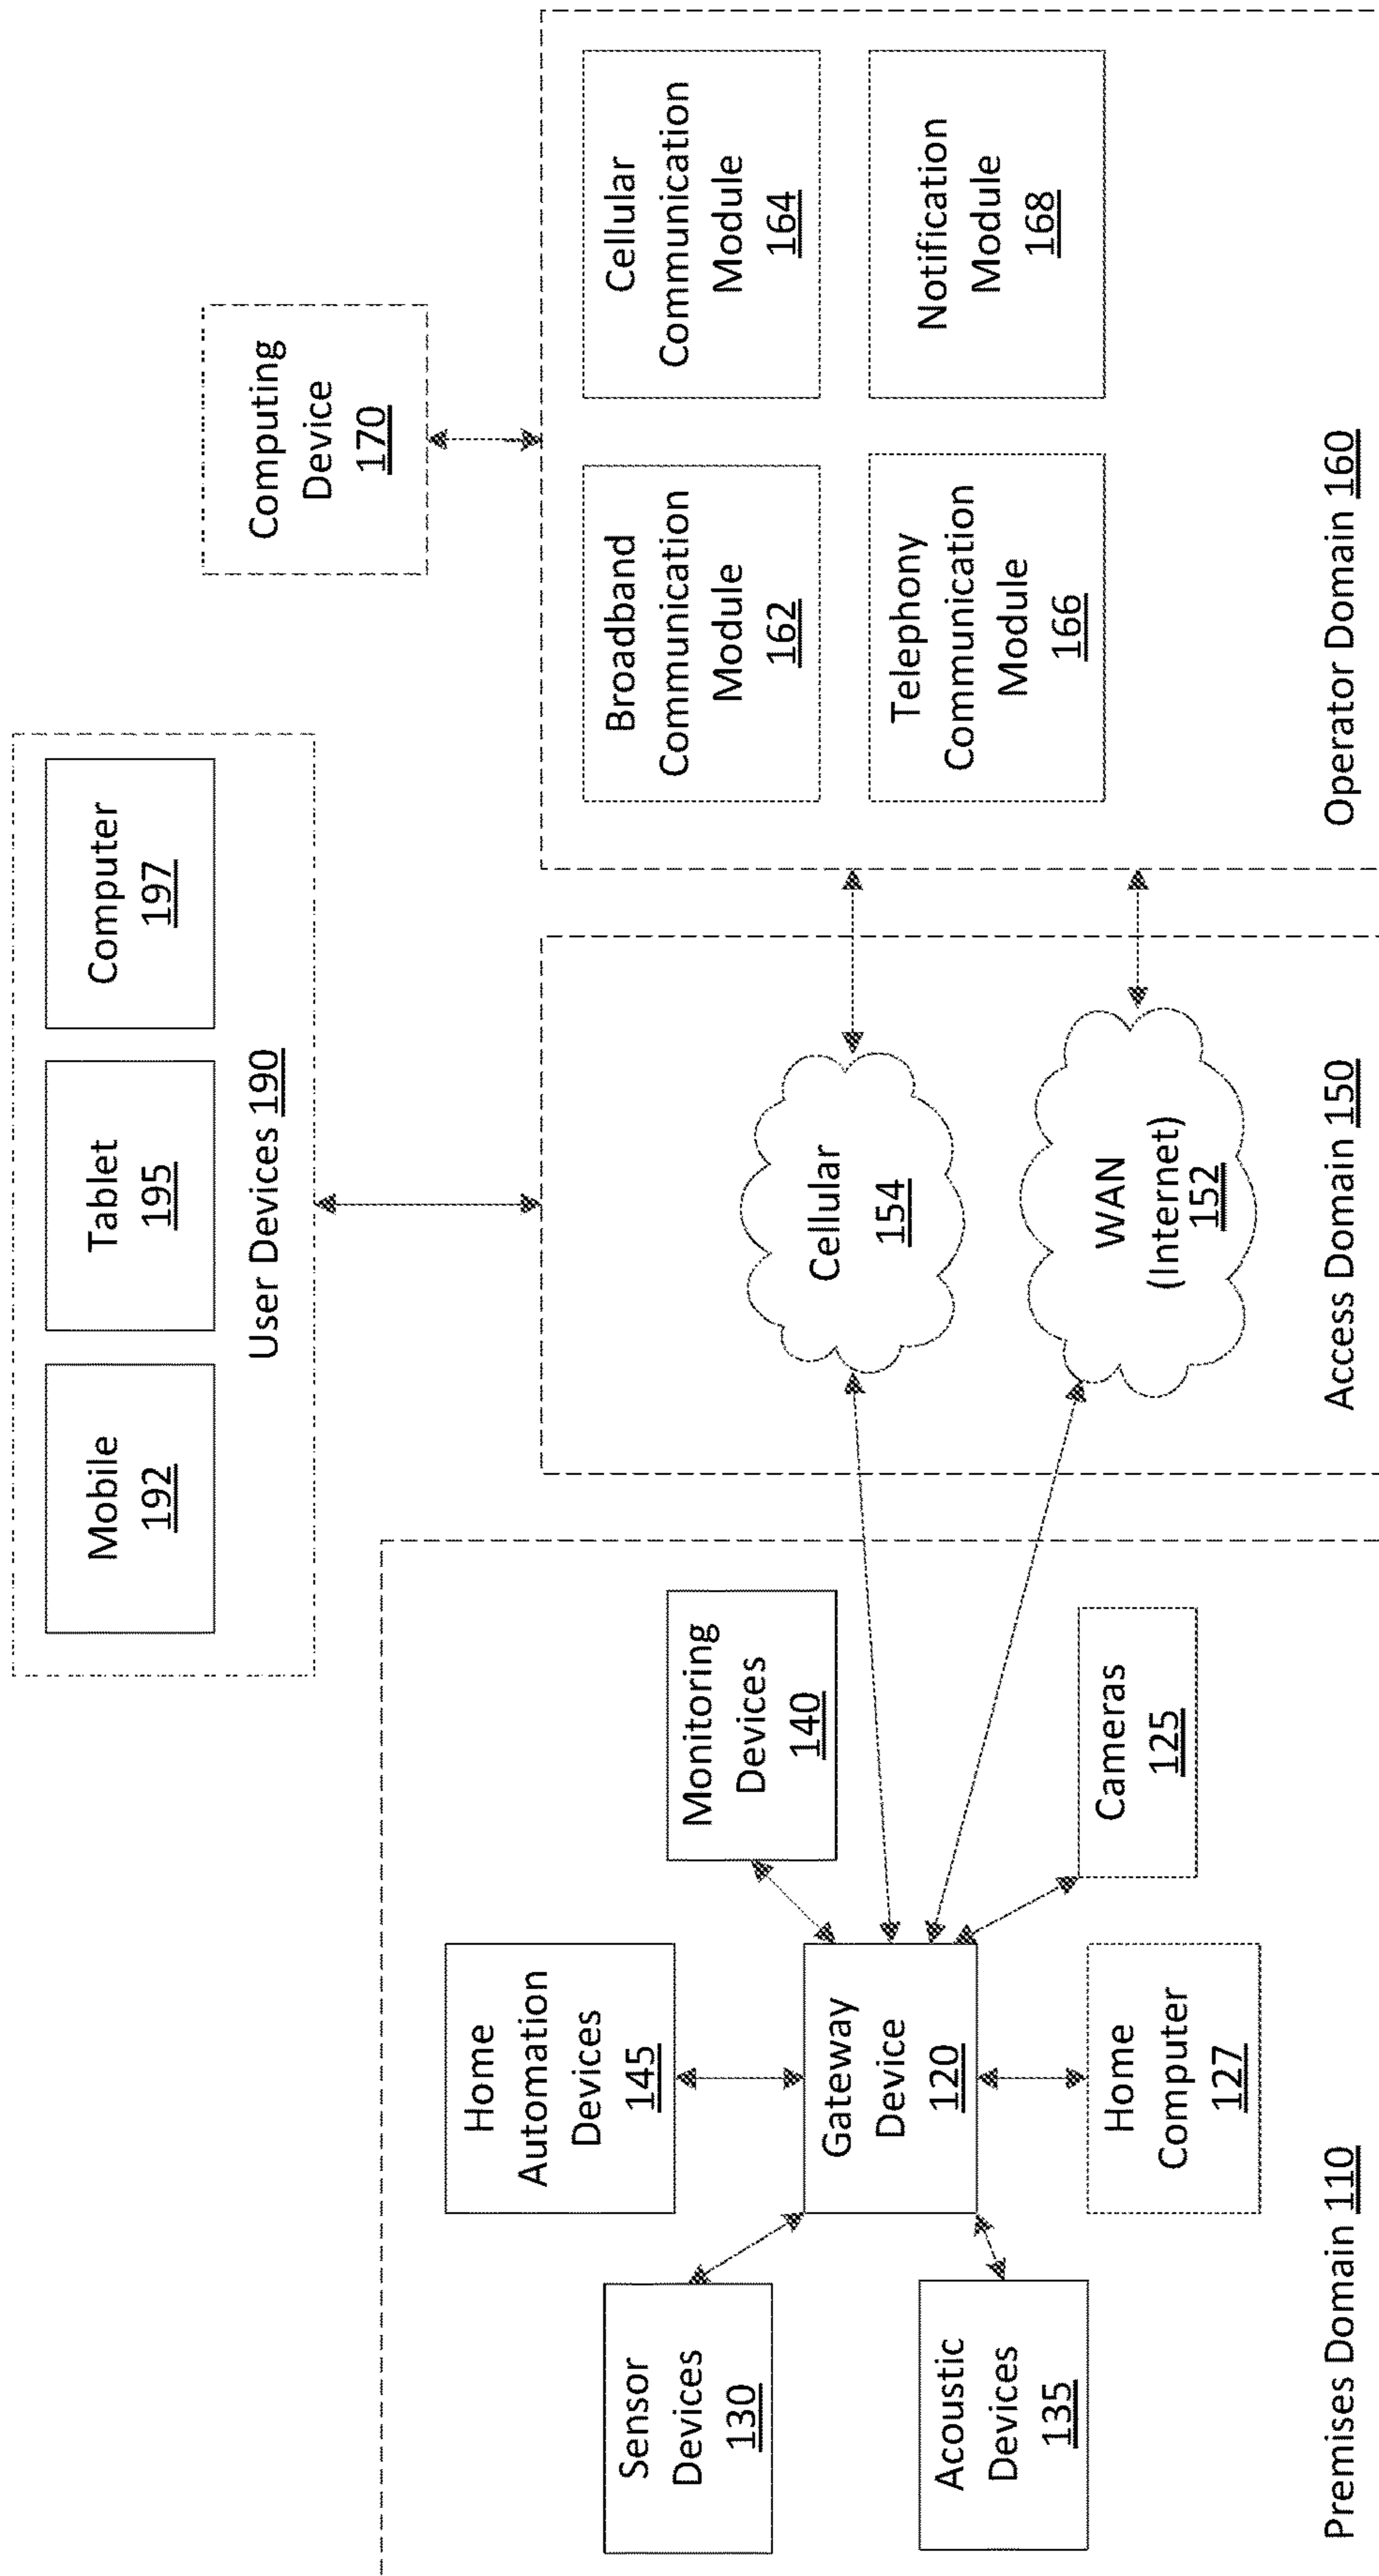 Mobile
192
Tablet
195
Computer
197
User Devices 190
Computing
Device
170
Home
Automation
Devices
145
Sensor
Devices
130
Monitoring
Devices
140
Gateway
Device
120
Acoustic
Devices
135
Home
Computer
127
Cameras
125
Premises Domain 110
Cellular
154
WAN
(Internet)
152
Access Domain 150
Broadband
Communication
Module
162
Cellular
Communication
Module
164
Telephony
Communication
Module
166
Notification
Module
168
Operator Domain 160